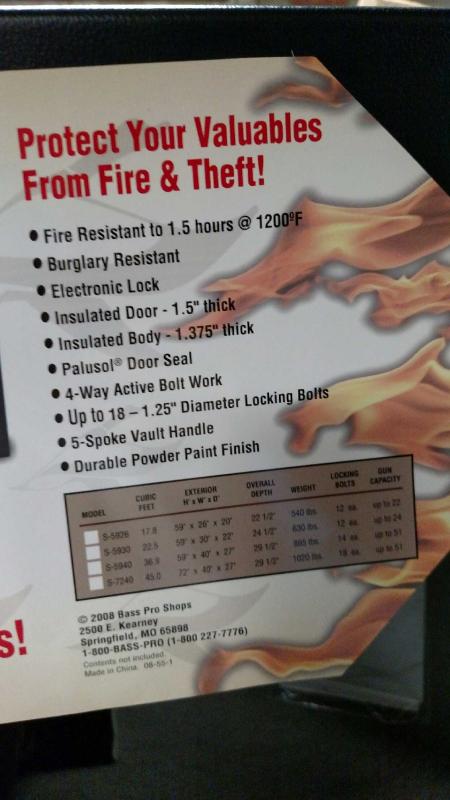 Protect Your Valuables
From Fire & Theft!
• Fire Resistant to 1.5 hours @ 1200ºF
• Burglary Resistant
• Electronic Lock
• Insulated Door - 1.5" thick
• Insulated Body - 1.375" thick
• Palusol® Door Seal
• 4-Way Active Bolt Work
• Up to 18 – 1.25" Diameter Locking Bolts
• 5-Spoke Vault Handle
• Durable Powder Paint Finish
MODEL CUBIC FEET EXTERIOR H' x W' x D' OVERALL DEPTH WEIGHT LOCKING BOLTS GUN CAPACITY
S-5926 17.8 59" x 26" x 20" 22 1/2" 540 lbs. 12 ea. up to 22
S-5930 22.5 59" x 30" x 22" 24 1/2" 630 lbs. 12 ea. up to 24
S-5940 36.9 59" x 40" x 27" 29 1/2" 14 ea. up to 51
S-7240 45.0 72" x 40" x 27" 29 1/2" 1020 lbs. 18 ea. up to 51
s!
© 2008 Bass Pro Shops
2500 E. Kearney
Springfield, MO 65898
1-800-BASS-PRO (1-800 227-7776)
Contents not included.
Made in China. 08-55-1